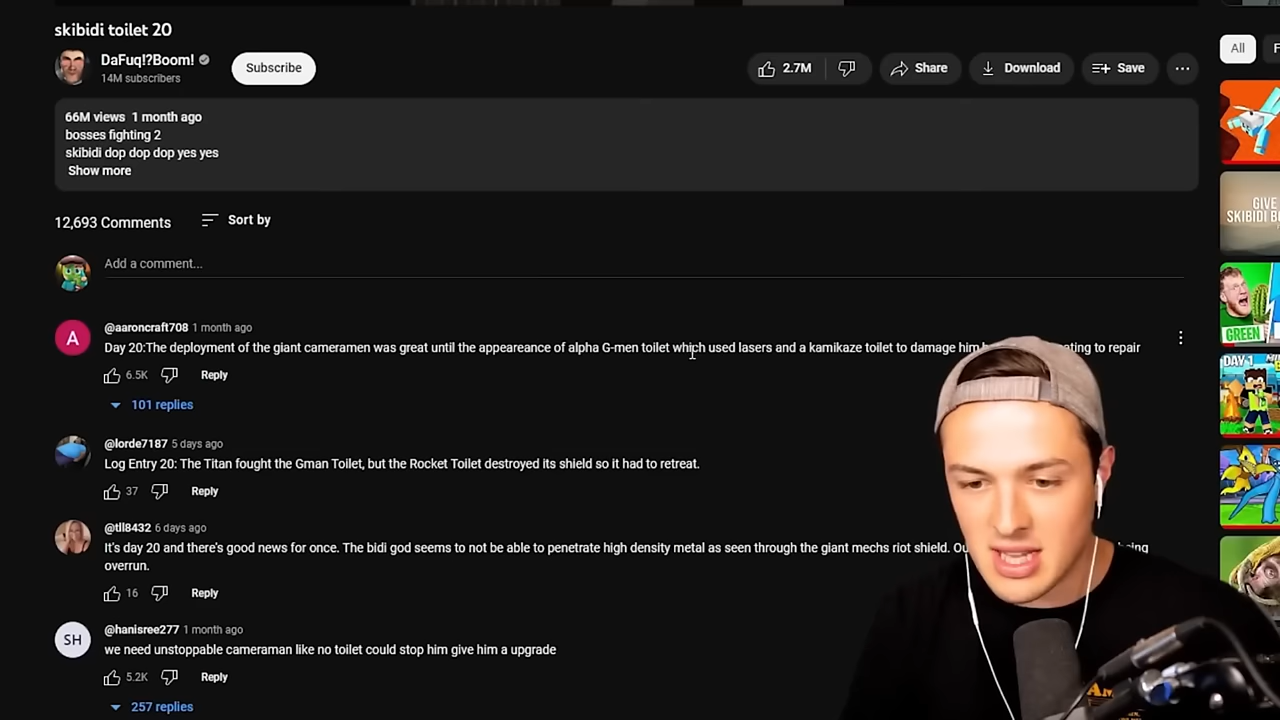 skibidi toilet 20
DaFuq!?Boom!
14M subscribers
Subscribe
2.7M
Share
Download
Save
66M views 1 month ago
bosses fighting 2
skibidi dop dop dop yes yes
Show more
12,693 Comments
Sort by
Add a comment...
@aaroncraft708 1 month ago
Day 20:The deployment of the giant cameramen was great until the appeareance of alpha G-men toilet which used lasers and a kamikaze toilet to damage him to repair
6.5K
Reply
101 replies
@lorde7187 5 days ago
Log Entry 20: The Titan fought the Gman Toilet, but the Rocket Toilet destroyed its shield so it had to retreat.
37
Reply
@tll8432 6 days ago
It's day 20 and there's good news for once. The bidi god seems to not be able to penetrate high density metal as seen through the giant mechs riot shield.
overrun.
16
Reply
SH
@hanisree277 1 month ago
we need unstoppable cameraman like no toilet could stop him give him a upgrade
5.2K
Reply
257 replies
All
A
GIVE
SKIBIDI
GREEN
DAY 1